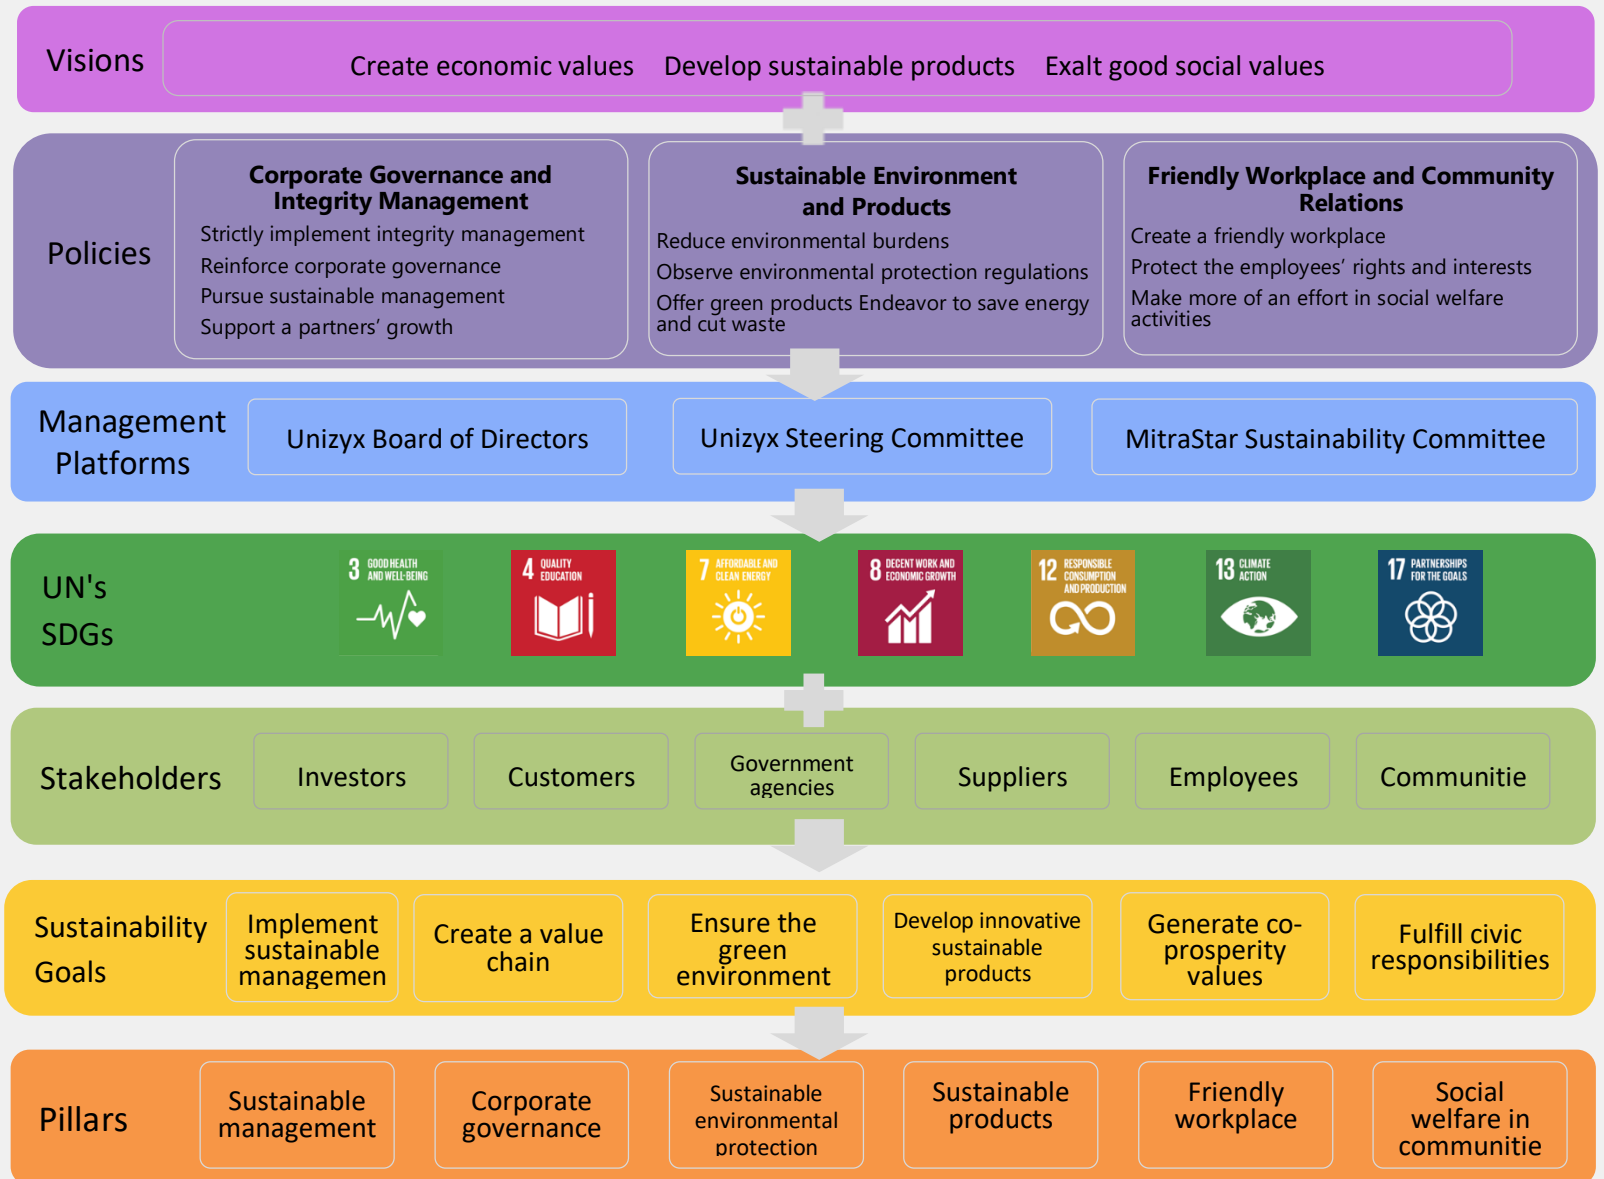 Visions
Create economic values Develop sustainable products Exalt good social values
Policies
Corporate Governance and
Integrity Management
Strictly implement integrity management
Reinforce corporate governance
Pursue sustainable management
Support a partners’ growth
Sustainable Environment
and Products
Reduce environmental burdens
Observe environmental protection regulations
Offer green products Endeavor to save energy
and cut waste
Friendly Workplace and Community
Relations
Create a friendly workplace
Protect the employees’ rights and interests
Make more of an effort in social welfare
activities
Management
Platforms
Unizyx Board of Directors
Unizyx Steering Committee
MitraStar Sustainability Committee
UN's
SDGs
3 GOOD HEALTH
AND WELL-BEING
4 QUALITY
EDUCATION
7 AFFORDABLE AND
CLEAN ENERGY
8 DECENT WORK AND
ECONOMIC GROWTH
12 RESPONSIBLE
CONSUMPTION
AND PRODUCTION
13 CLIMATE
ACTION
17 PARTNERSHIPS
FOR THE GOALS
Stakeholders
Investors
Customers
Government
agencies
Suppliers
Employees
Communitie
Sustainability
Goals
Implement
sustainable
managemen
Create a value
chain
Ensure the
green
environment
Develop innovative
sustainable
products
Generate co-
prosperity
values
Fulfill civic
responsibilities
Pillars
Sustainable
management
Corporate
governance
Sustainable
environmental
protection
Sustainable
products
Friendly
workplace
Social
welfare in
communitie